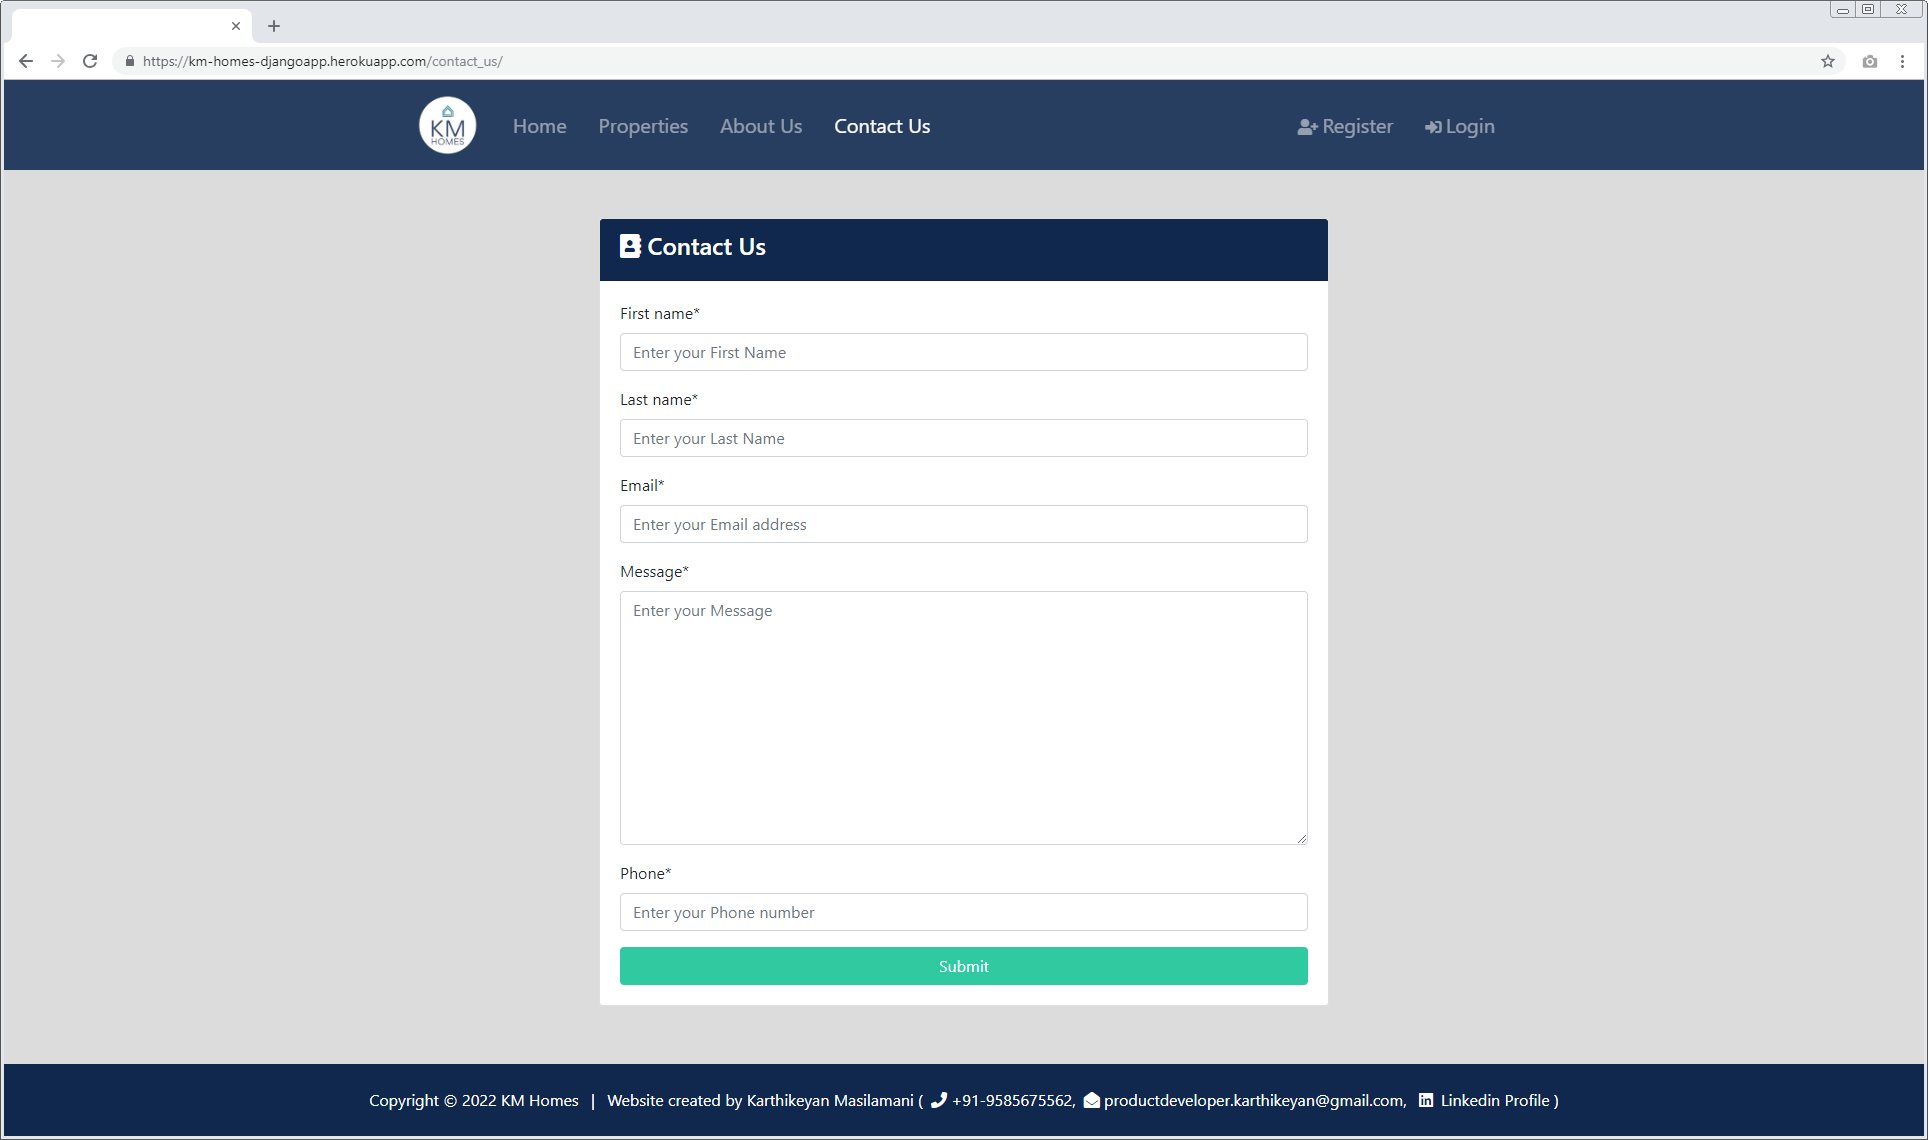 https://km-homes-djangoapp.herokuapp.com/contact_us/
KM
HOMES
Home Properties About Us Contact Us Register Login
Contact Us
First name*
Enter your First Name
Last name*
Enter your Last Name
Email*
Enter your Email address
Message*
Enter your Message
Phone*
Enter your Phone number
Submit
Copyright © 2022 KM Homes | Website created by Karthikeyan Masilamani ( +91-9585675562, productdeveloper.karthikeyan@gmail.com, Linkedin Profile )